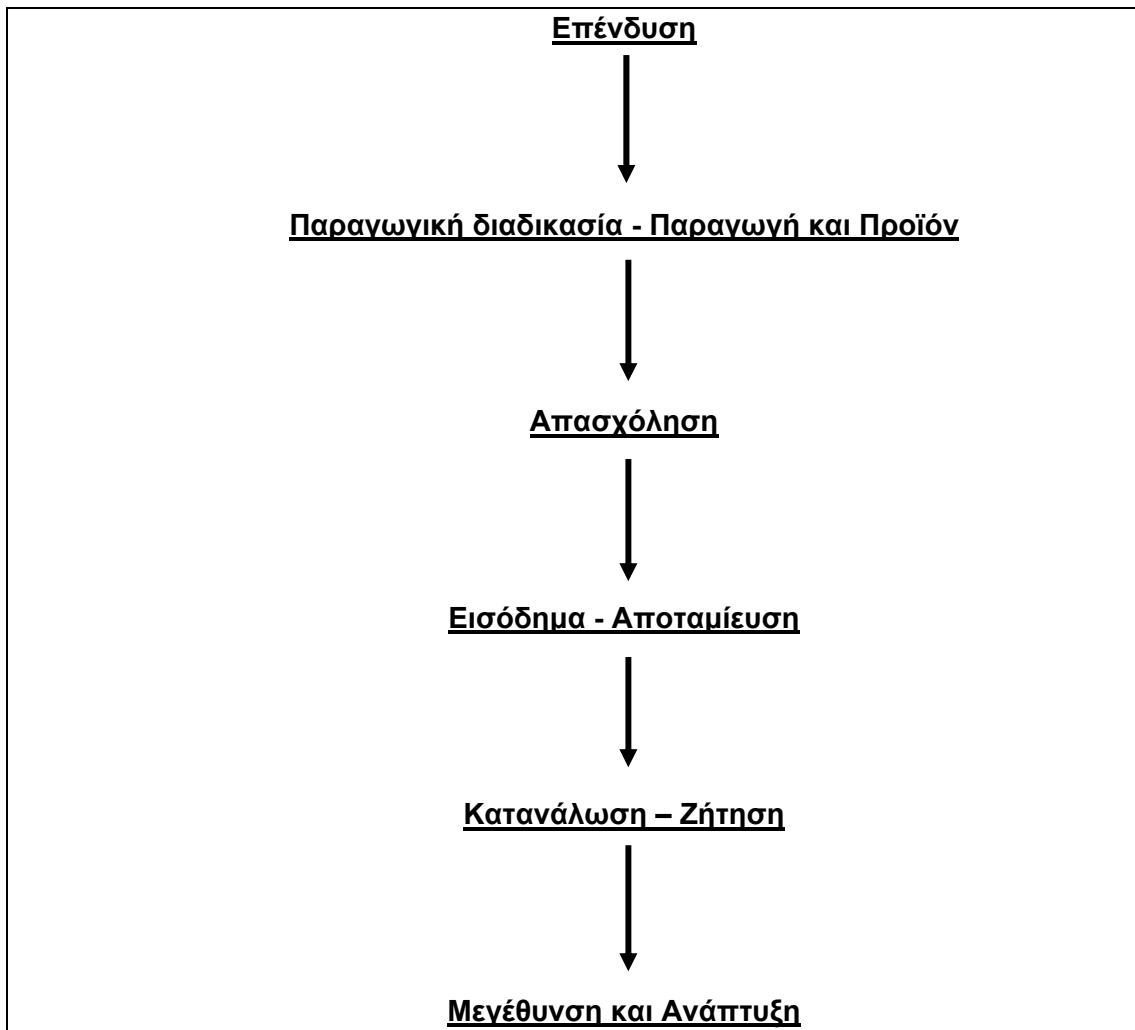 Επένδυση
Παραγωγική διαδικασία - Παραγωγή και Προϊόν
Απασχόληση
Εισόδημα - Αποταμίευση
Κατανάλωση – Ζήτηση
Μεγέθυνση και Ανάπτυξη